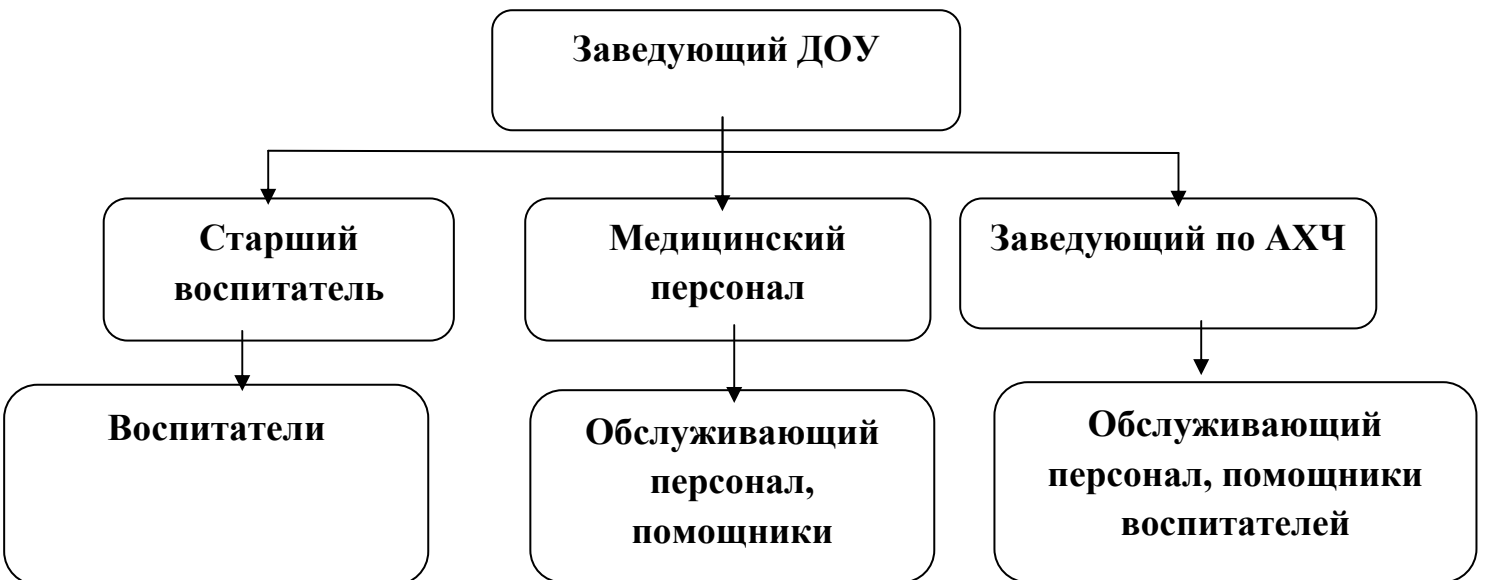 Заведующий ДОУ
Старший
воспитатель
Медицинский
персонал
Заведующий по АХЧ
Воспитатели
Обслуживающий
персонал,
помощники
Обслуживающий
персонал, помощники
воспитателей